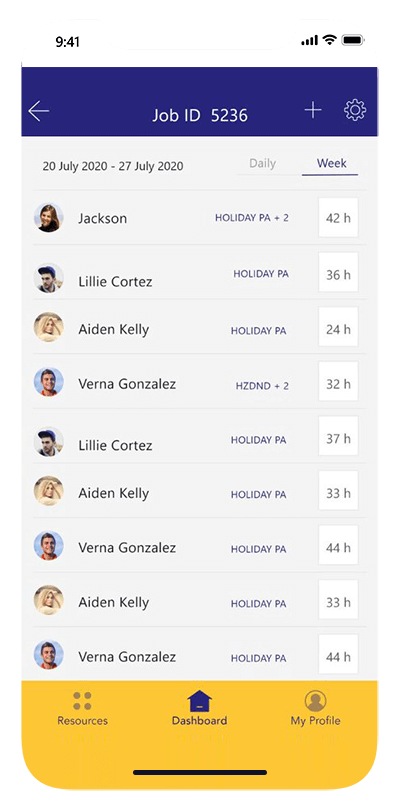 9:41
Job ID 5236
20 July 2020 - 27 July 2020 Daily Week
Jackson HOLIDAY PA + 2 42 h
Lillie Cortez HOLIDAY PA 36 h
Aiden Kelly HOLIDAY PA 24 h
Verna Gonzalez HZDND + 2 32 h
Lillie Cortez HOLIDAY PA 37 h
Aiden Kelly HOLIDAY PA 33 h
Verna Gonzalez HOLIDAY PA 44 h
Aiden Kelly HOLIDAY PA 33 h
Verna Gonzalez HOLIDAY PA 44 h
Resources Dashboard My Profile